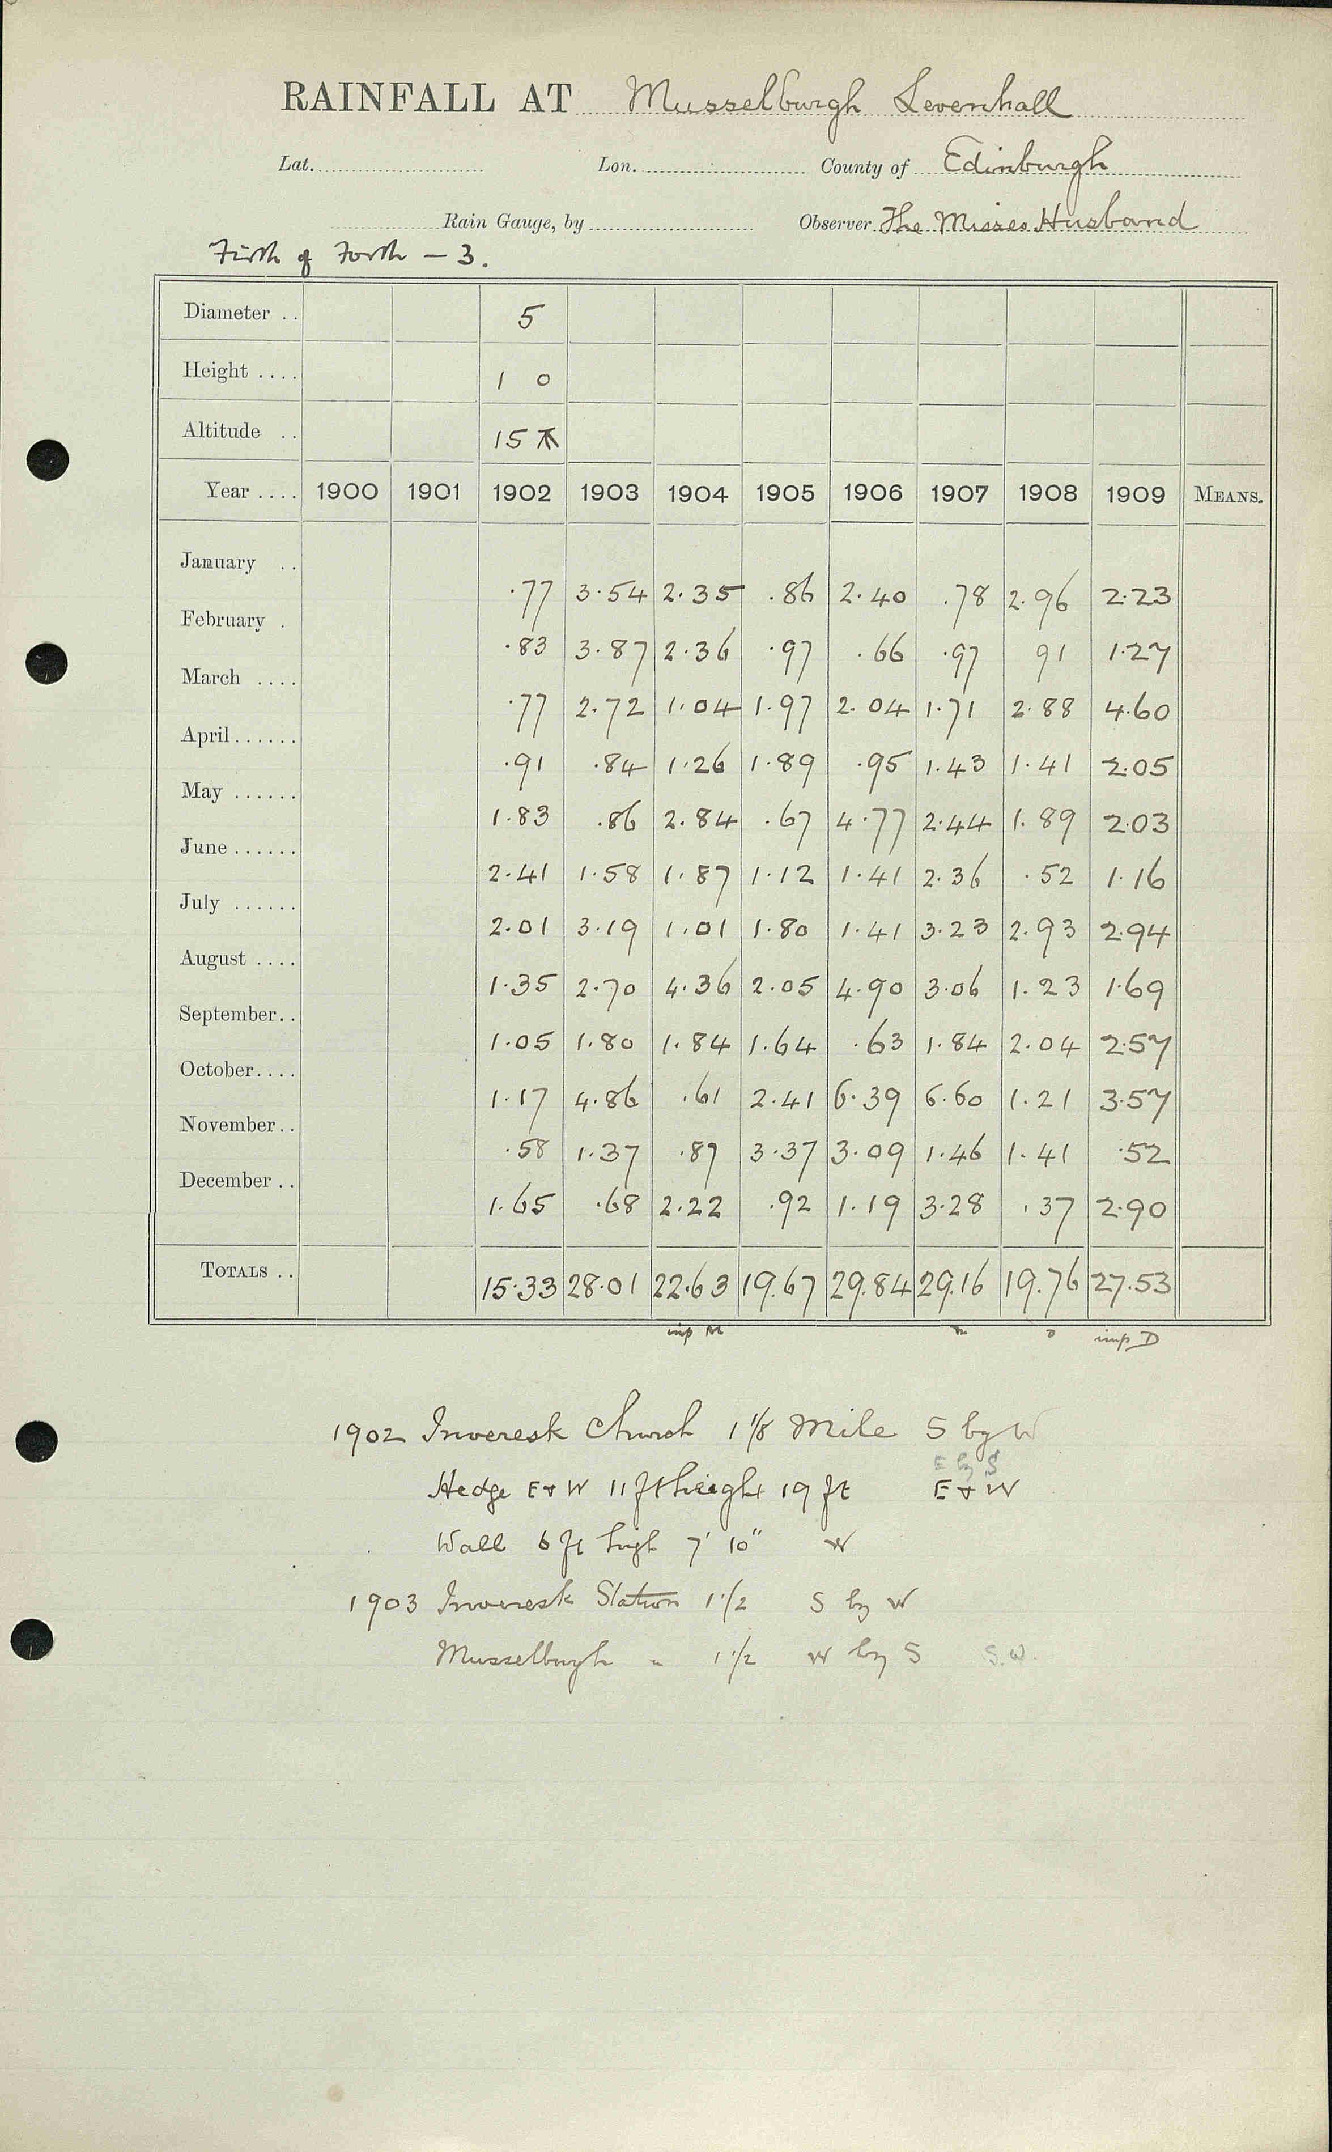 RAINFALL AT Musselburgh Levenhall
Lat. Lon. County of Edinburgh
Rain Gauge, by Observer The Misses Husband
Firth of Forth – 3.
Diameter .. 5
Height .... 1 0
Altitude .. 15
Year .... 1900 1901 1902 1903 1904 1905 1906 1907 1908 1909 MEANS.
January .. .77 3.54 2.35 .86 2.40 .78 2.96 2.23
February . .83 3.87 2.36 .97 .66 .97 91 1.27
March .... .77 2.72 1.04 1.97 2.04 1.71 2.88 4.60
April...... .91 .84 1.26 1.89 .95 1.43 1.41 2.05
May ...... 1.83 .86 2.84 .67 4.77 2.44 1.89 2.03
June ...... 2.41 1.58 1.87 1.12 1.41 2.36 .52 1.16
July ...... 2.01 3.19 1.01 1.80 1.41 3.23 2.93 2.94
August .... 1.35 2.70 4.36 2.05 4.90 3.06 1.23 1.69
September.. 1.05 1.80 1.84 1.64 .63 1.84 2.04 2.57
October.... 1.17 4.86 .61 2.41 6.39 6.60 1.21 3.57
November.. .58 1.37 .87 3.37 3.09 1.46 1.41 .52
December .. 1.65 .68 2.22 .92 1.19 3.28 .37 2.90
TOTALS .. 15.33 28.01 22.63 19.67 29.84 29.16 19.76 27.53
imp D
1902 Inveresk Church 1 1/8 Mile S by W
E by S
Hedge E + W 11 ft height 19 ft E + W
Wall 6 ft high 7' 10" W
1903 Inveresk Station 1 1/2 S by W
Musselburgh " 1 1/2 W by S S.W.